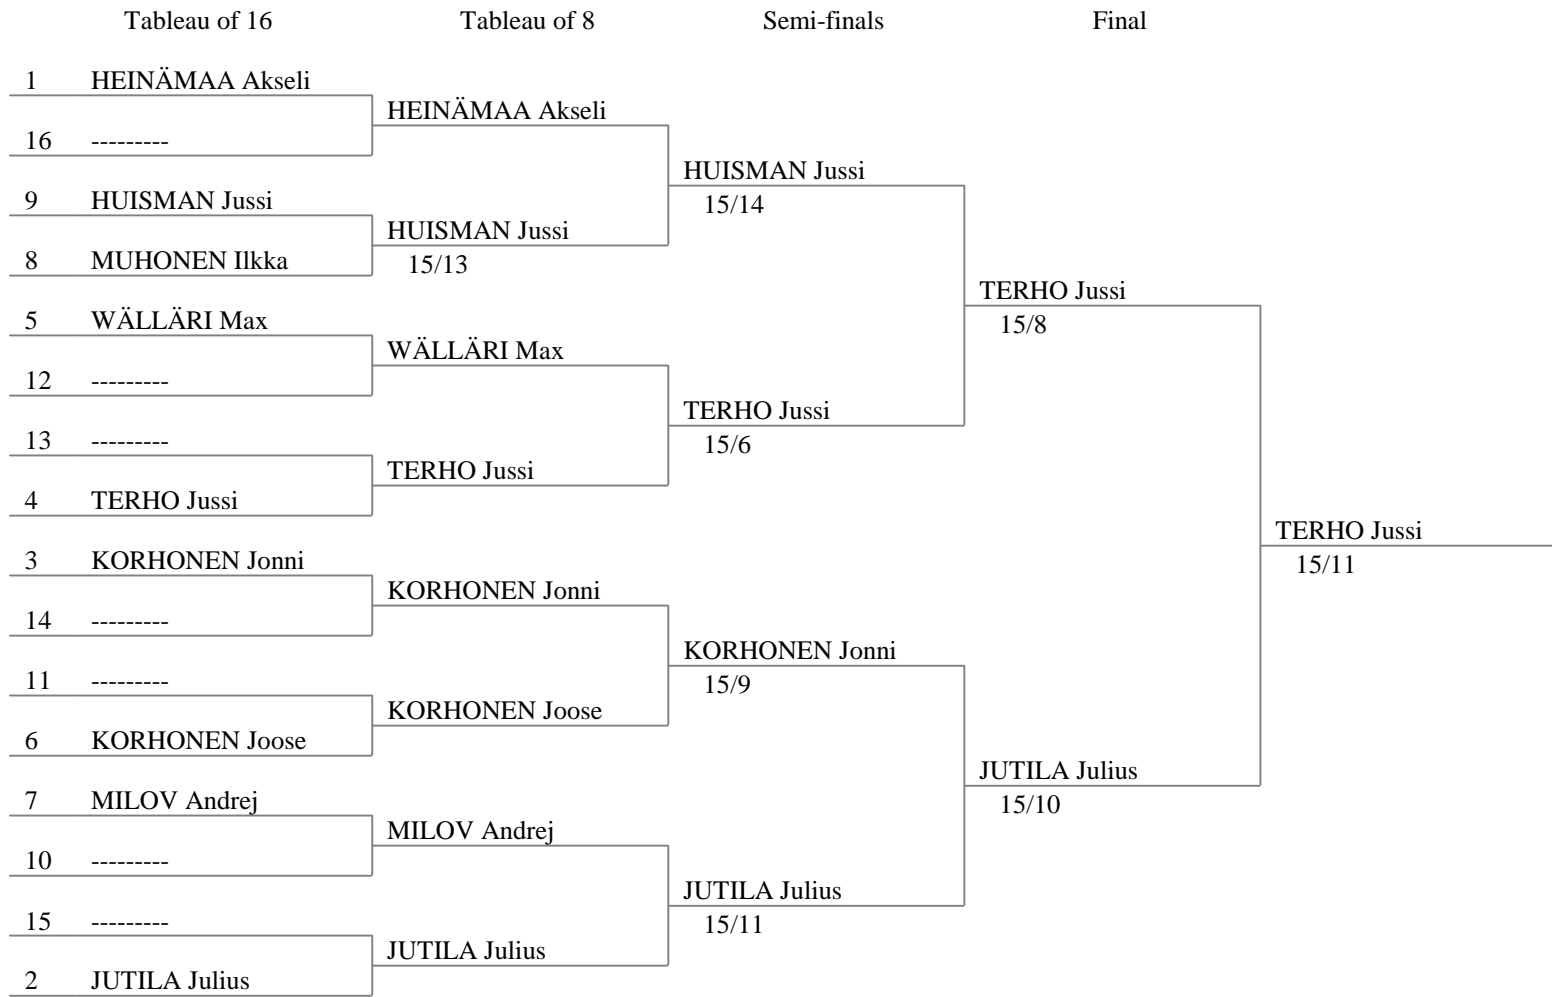 Tableau of 16 Tableau of 8 Semi-finals Final
1 HEINÄMAA Akseli
HEINÄMAA Akseli
16 ---------
HUISMAN Jussi
15/14
9 HUISMAN Jussi
HUISMAN Jussi
15/13
8 MUHONEN Ilkka
TERHO Jussi
15/8
5 WÄLLÄRI Max
WÄLLÄRI Max
12 ---------
TERHO Jussi
15/6
13 ---------
TERHO Jussi
4 TERHO Jussi
TERHO Jussi
15/11
3 KORHONEN Jonni
KORHONEN Jonni
14 ---------
KORHONEN Jonni
15/9
11 ---------
KORHONEN Joose
6 KORHONEN Joose
JUTILA Julius
15/10
7 MILOV Andrej
MILOV Andrej
10 ---------
JUTILA Julius
15/11
15 ---------
JUTILA Julius
2 JUTILA Julius